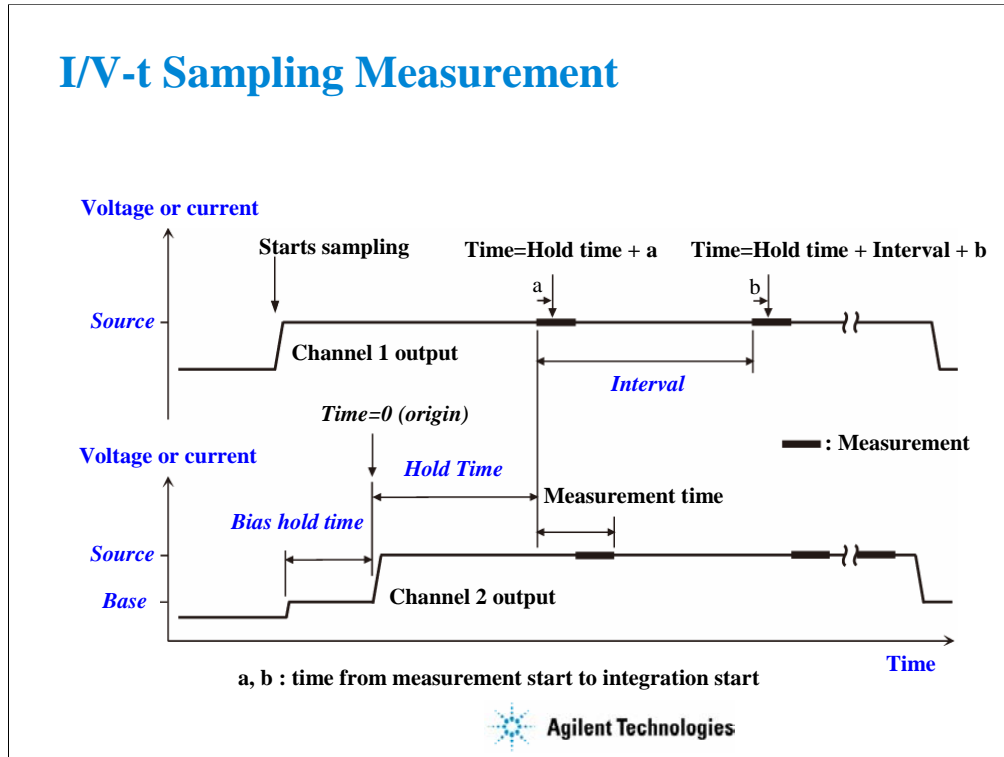 I/V-t Sampling Measurement
Voltage or current
Starts sampling
Time=Hold time + a
Time=Hold time + Interval + b
a
b
Source
Channel 1 output
Interval
Time=0 (origin)
: Measurement
Voltage or current
Hold Time
Measurement time
Bias hold time
Source
Base
Channel 2 output
Time
a, b : time from measurement start to integration start
Agilent Technologies